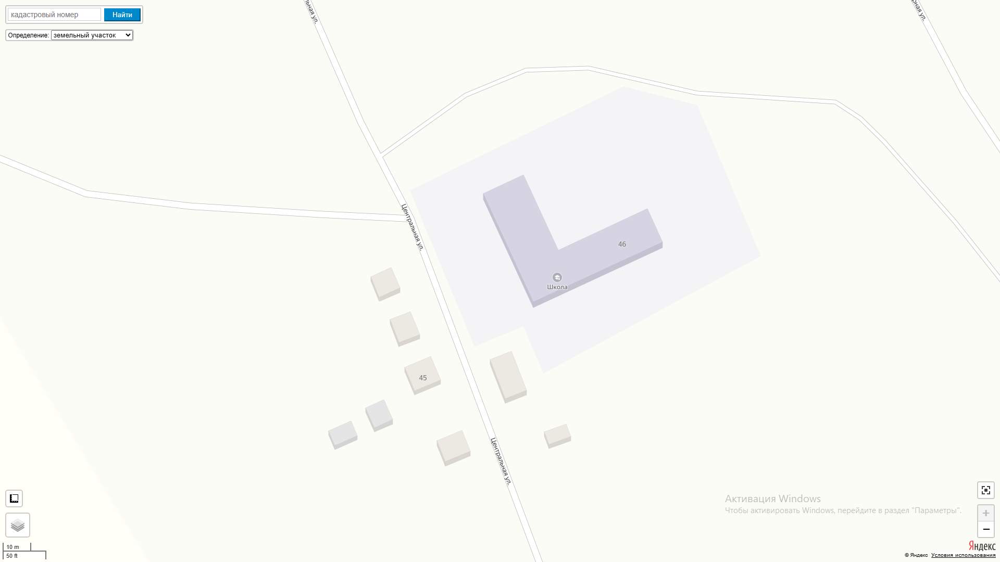 кадастровый номер
Найти
Определение:
земельный участок
льная ул.
рная ул.
Центральная ул.
46
Школа
45
Центральная ул.
Активация Windows
Чтобы активировать Windows, перейдите в раздел "Параметры".
+
−
10 m
50 ft
Яндекс
© Яндекс Условия использования